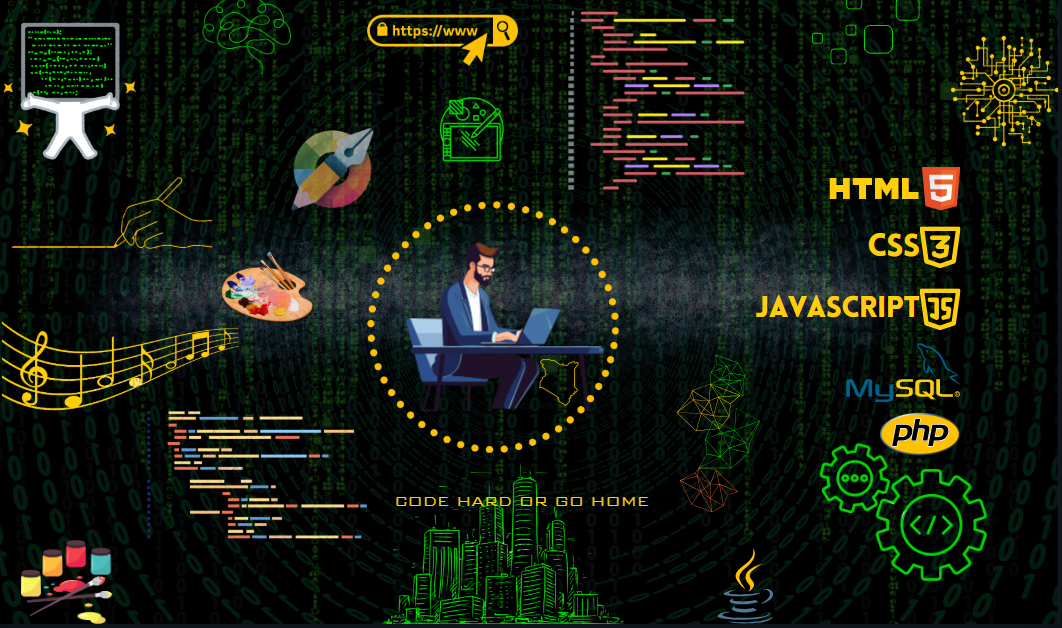 https://www
HTML 5
CSS 3
JAVASCRIPT JS
MySQL®
php
</>
CODE HARD OR GO HOME